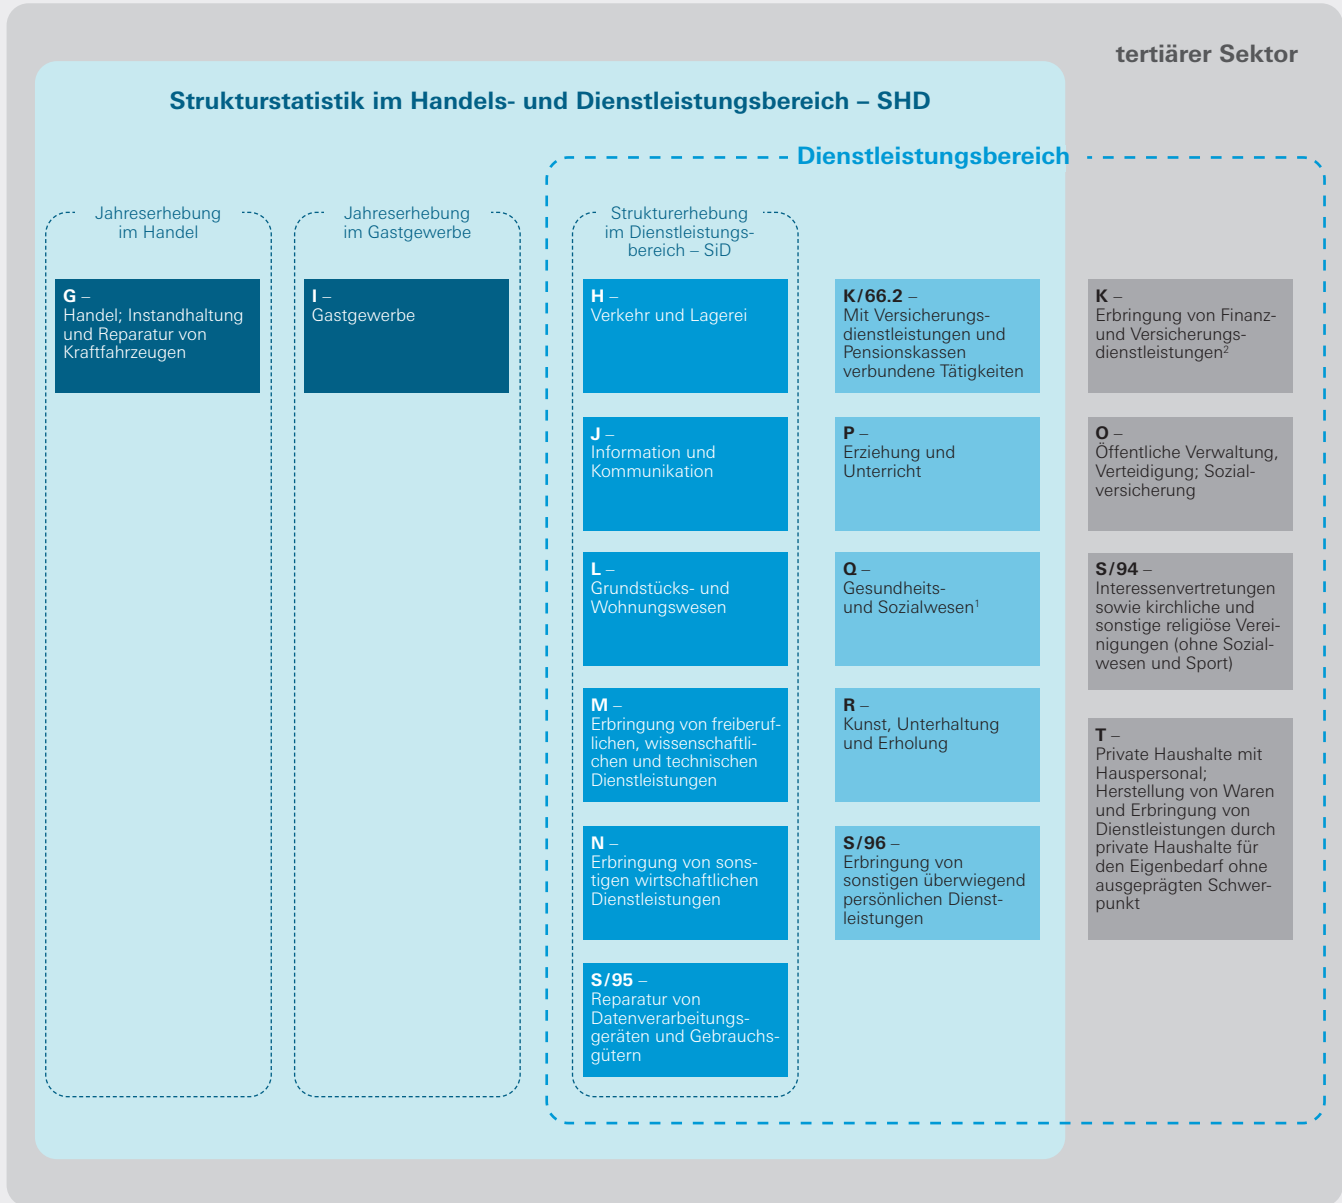 tertiärer Sektor
Strukturstatistik im Handels- und Dienstleistungsbereich – SHD
Dienstleistungsbereich
Jahreserhebung
im Handel
G –
Handel; Instandhaltung
und Reparatur von
Kraftfahrzeugen
Jahreserhebung
im Gastgewerbe
I –
Gastgewerbe
Strukturerhebung
im Dienstleistungs-
bereich – SiD
H –
Verkehr und Lagerei
J –
Information und
Kommunikation
L –
Grundstücks- und
Wohnungswesen
M –
Erbringung von freiberuf-
lichen, wissenschaftli-
chen und technischen
Dienstleistungen
N –
Erbringung von sons-
tigen wirtschaftlichen
Dienstleistungen
S/95 –
Reparatur von
Datenverarbeitungs-
geräten und Gebrauchs-
gütern
K/66.2 –
Mit Versicherungs-
dienstleistungen und
Pensionskassen
verbundene Tätigkeiten
P –
Erziehung und
Unterricht
Q –
Gesundheits-
und Sozialwesen¹
R –
Kunst, Unterhaltung
und Erholung
S/96 –
Erbringung von
sonstigen überwiegend
persönlichen Dienst-
leistungen
K –
Erbringung von Finanz-
und Versicherungs-
dienstleistungen²
O –
Öffentliche Verwaltung,
Verteidigung; Sozial-
versicherung
S/94 –
Interessenvertretungen
sowie kirchliche und
sonstige religiöse Verei-
nigungen (ohne Sozial-
wesen und Sport)
T –
Private Haushalte mit
Hauspersonal;
Herstellung von Waren
und Erbringung von
Dienstleistungen durch
private Haushalte für
den Eigenbedarf ohne
ausgeprägten Schwer-
punkt